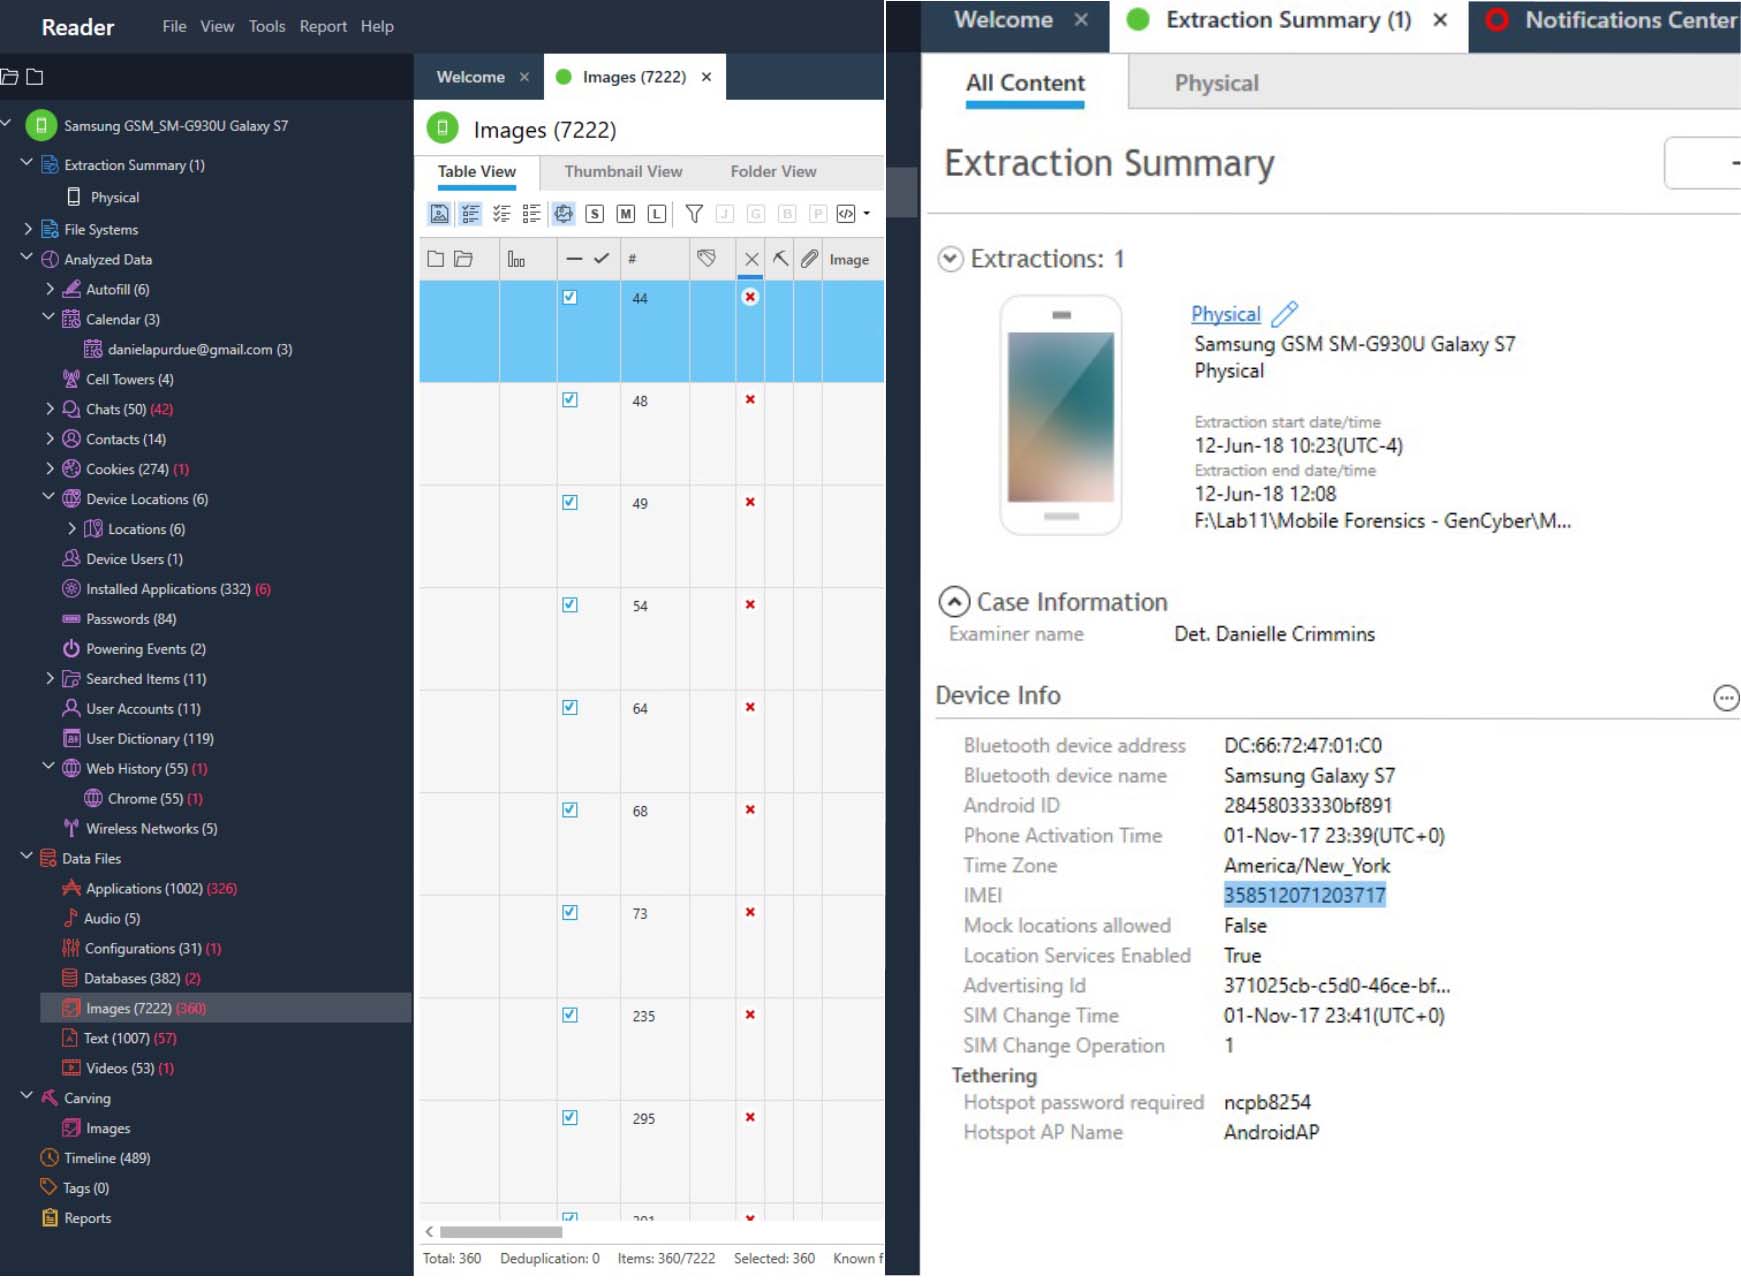 Reader File View Tools Report Help
Samsung GSM_SM-G930U Galaxy S7
Extraction Summary (1)
Physical
File Systems
Analyzed Data
Autofill (6)
Calendar (3)
danielapurdue@gmail.com (3)
Cell Towers (4)
Chats (50) (42)
Contacts (14)
Cookies (274) (1)
Device Locations (6)
Locations (6)
Device Users (1)
Installed Applications (332) (6)
Passwords (84)
Powering Events (2)
Searched Items (11)
User Accounts (11)
User Dictionary (119)
Web History (55) (1)
Chrome (55) (1)
Wireless Networks (5)
Data Files
Applications (1002) (326)
Audio (5)
Configurations (31) (1)
Databases (382) (2)
Images (7222) (360)
Text (1007) (57)
Videos (53) (1)
Carving
Images
Timeline (489)
Tags (0)
Reports
Welcome Images (7222)
Images (7222)
Table View Thumbnail View Folder View
S M L J G B P
# Image
44
48
49
54
64
68
73
235
295
Total: 360 Deduplication: 0 Items: 360/7222 Selected: 360 Known
Welcome Extraction Summary (1) Notifications Center
All Content Physical
Extraction Summary
Extractions: 1
Physical
Samsung GSM SM-G930U Galaxy S7
Physical
Extraction start date/time
12-Jun-18 10:23(UTC-4)
Extraction end date/time
12-Jun-18 12:08
F:\Lab11\Mobile Forensics - GenCyber\M...
Case Information
Examiner name Det. Danielle Crimmins
Device Info
Bluetooth device address DC:66:72:47:01:C0
Bluetooth device name Samsung Galaxy S7
Android ID 28458033330bf891
Phone Activation Time 01-Nov-17 23:39(UTC+0)
Time Zone America/New_York
IMEI 358512071203717
Mock locations allowed False
Location Services Enabled True
Advertising Id 371025cb-c5d0-46ce-bf...
SIM Change Time 01-Nov-17 23:41(UTC+0)
SIM Change Operation 1
Tethering
Hotspot password required ncpb8254
Hotspot AP Name AndroidAP